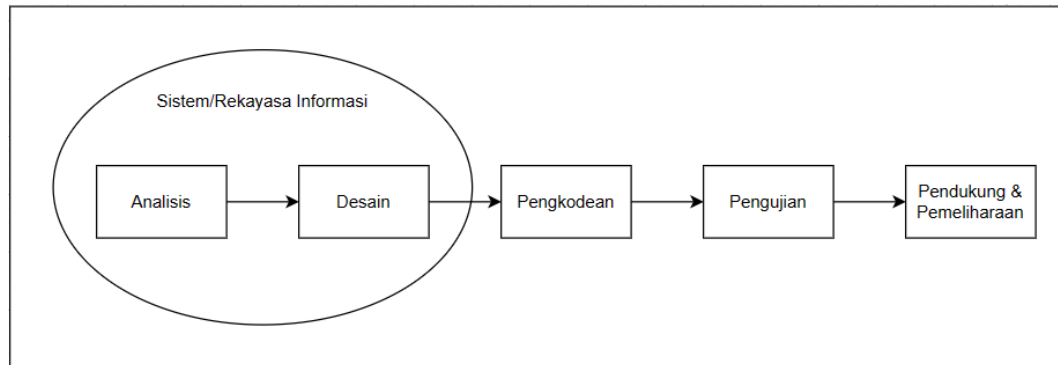 Sistem/Rekayasa Informasi
Analisis
Desain
Pengkodean
Pengujian
Pendukung &
Pemeliharaan